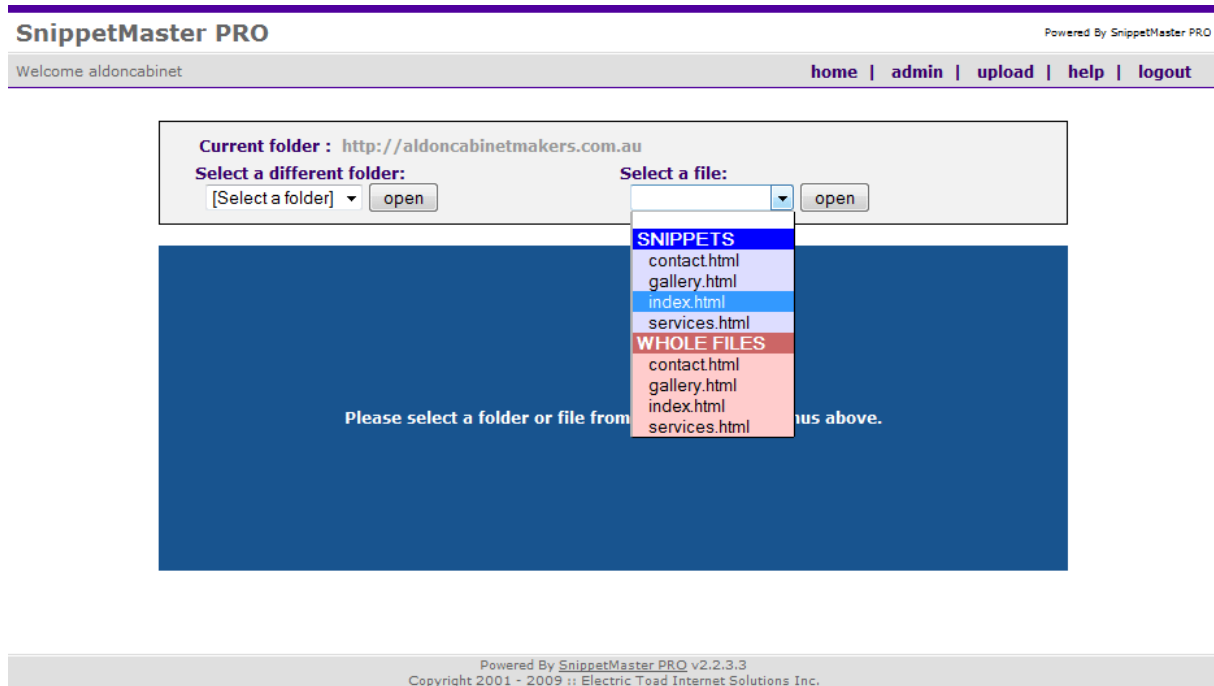 SnippetMaster PRO
Powered By SnippetMaster PRO
Welcome aldoncabinet
home | admin | upload | help | logout
Current folder : http://aldoncabinetmakers.com.au
Select a different folder: Select a file:
[Select a folder] open open
SNIPPETS
contact.html
gallery.html
index.html
services.html
WHOLE FILES
contact.html
gallery.html
index.html
services.html
Please select a folder or file from nus above.
Powered By SnippetMaster PRO v2.2.3.3
Copyright 2001 - 2009 :: Electric Toad Internet Solutions Inc.